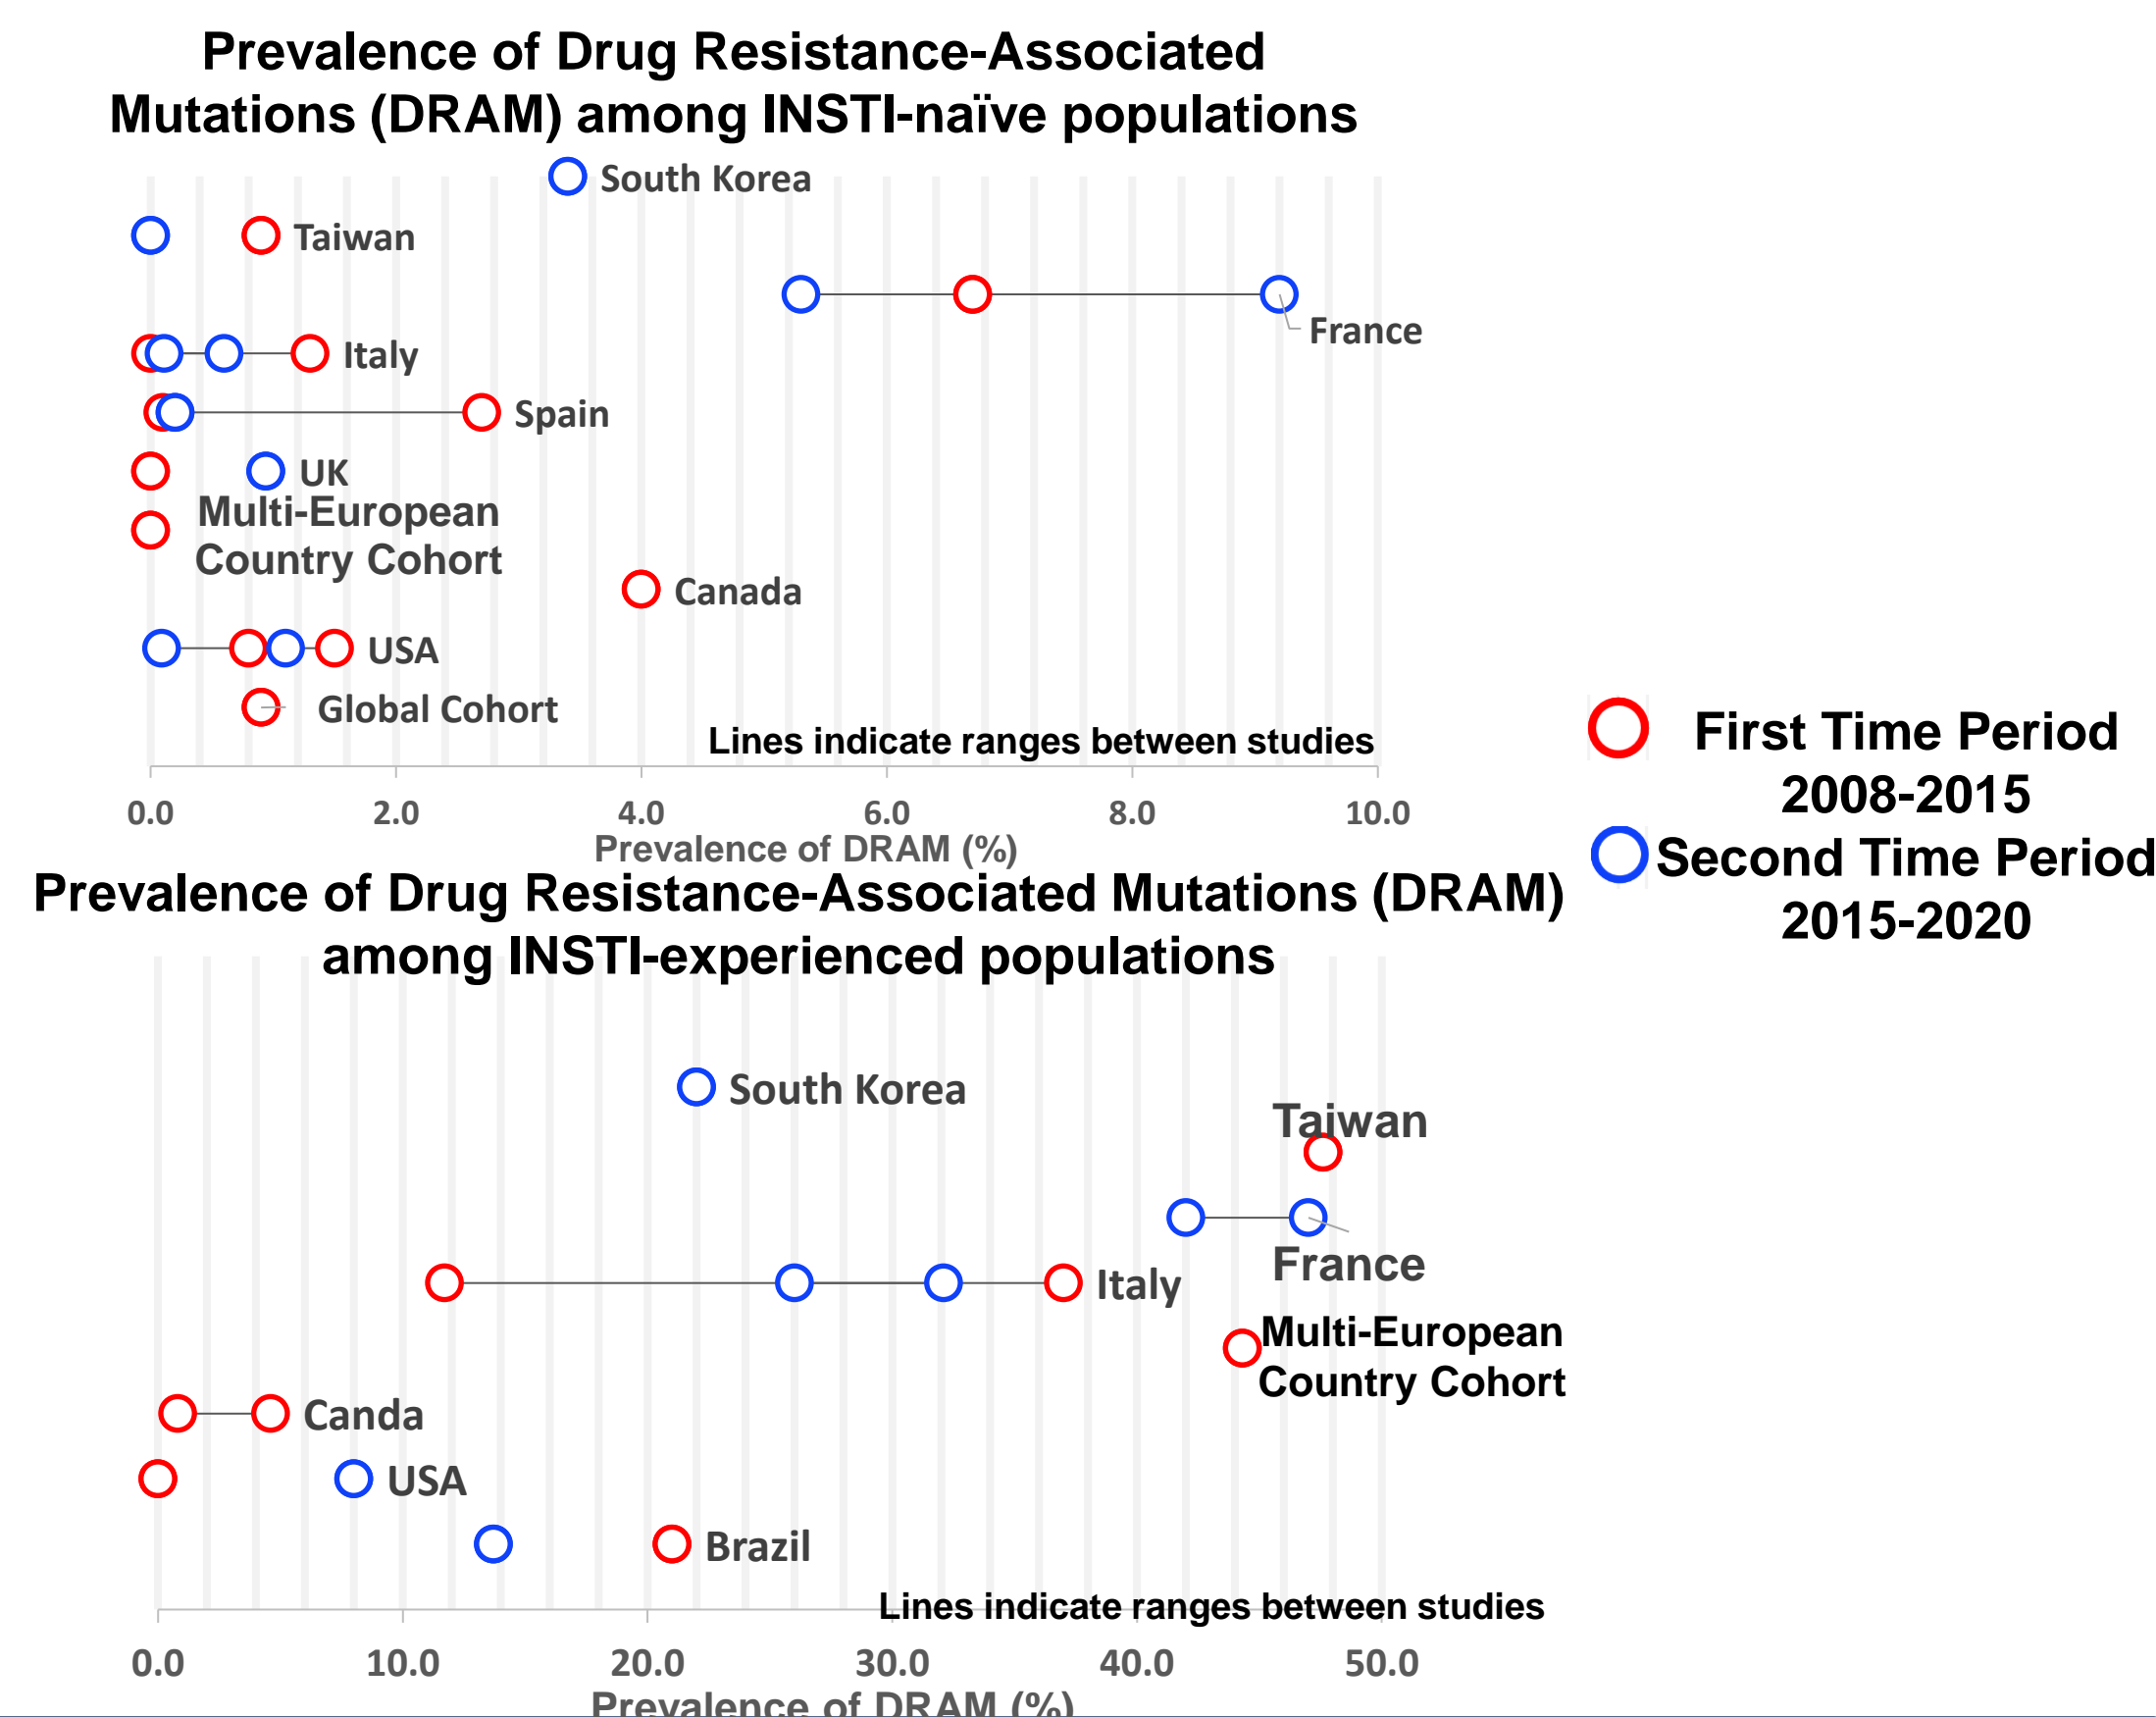 Prevalence of Drug Resistance-Associated
Mutations (DRAM) among INSTI-naïve populations
South Korea
Taiwan
France
Italy
Spain
UK
Multi-European
Country Cohort
Canada
USA
Global Cohort
Lines indicate ranges between studies
0.0 2.0 4.0 6.0 8.0 10.0
Prevalence of DRAM (%)
First Time Period
2008-2015
Second Time Period
2015-2020
Prevalence of Drug Resistance-Associated Mutations (DRAM)
among INSTI-experienced populations
South Korea
Taiwan
France
Italy
Multi-European
Country Cohort
Canda
USA
Brazil
Lines indicate ranges between studies
0.0 10.0 20.0 30.0 40.0 50.0
Prevalence of DRAM (%)